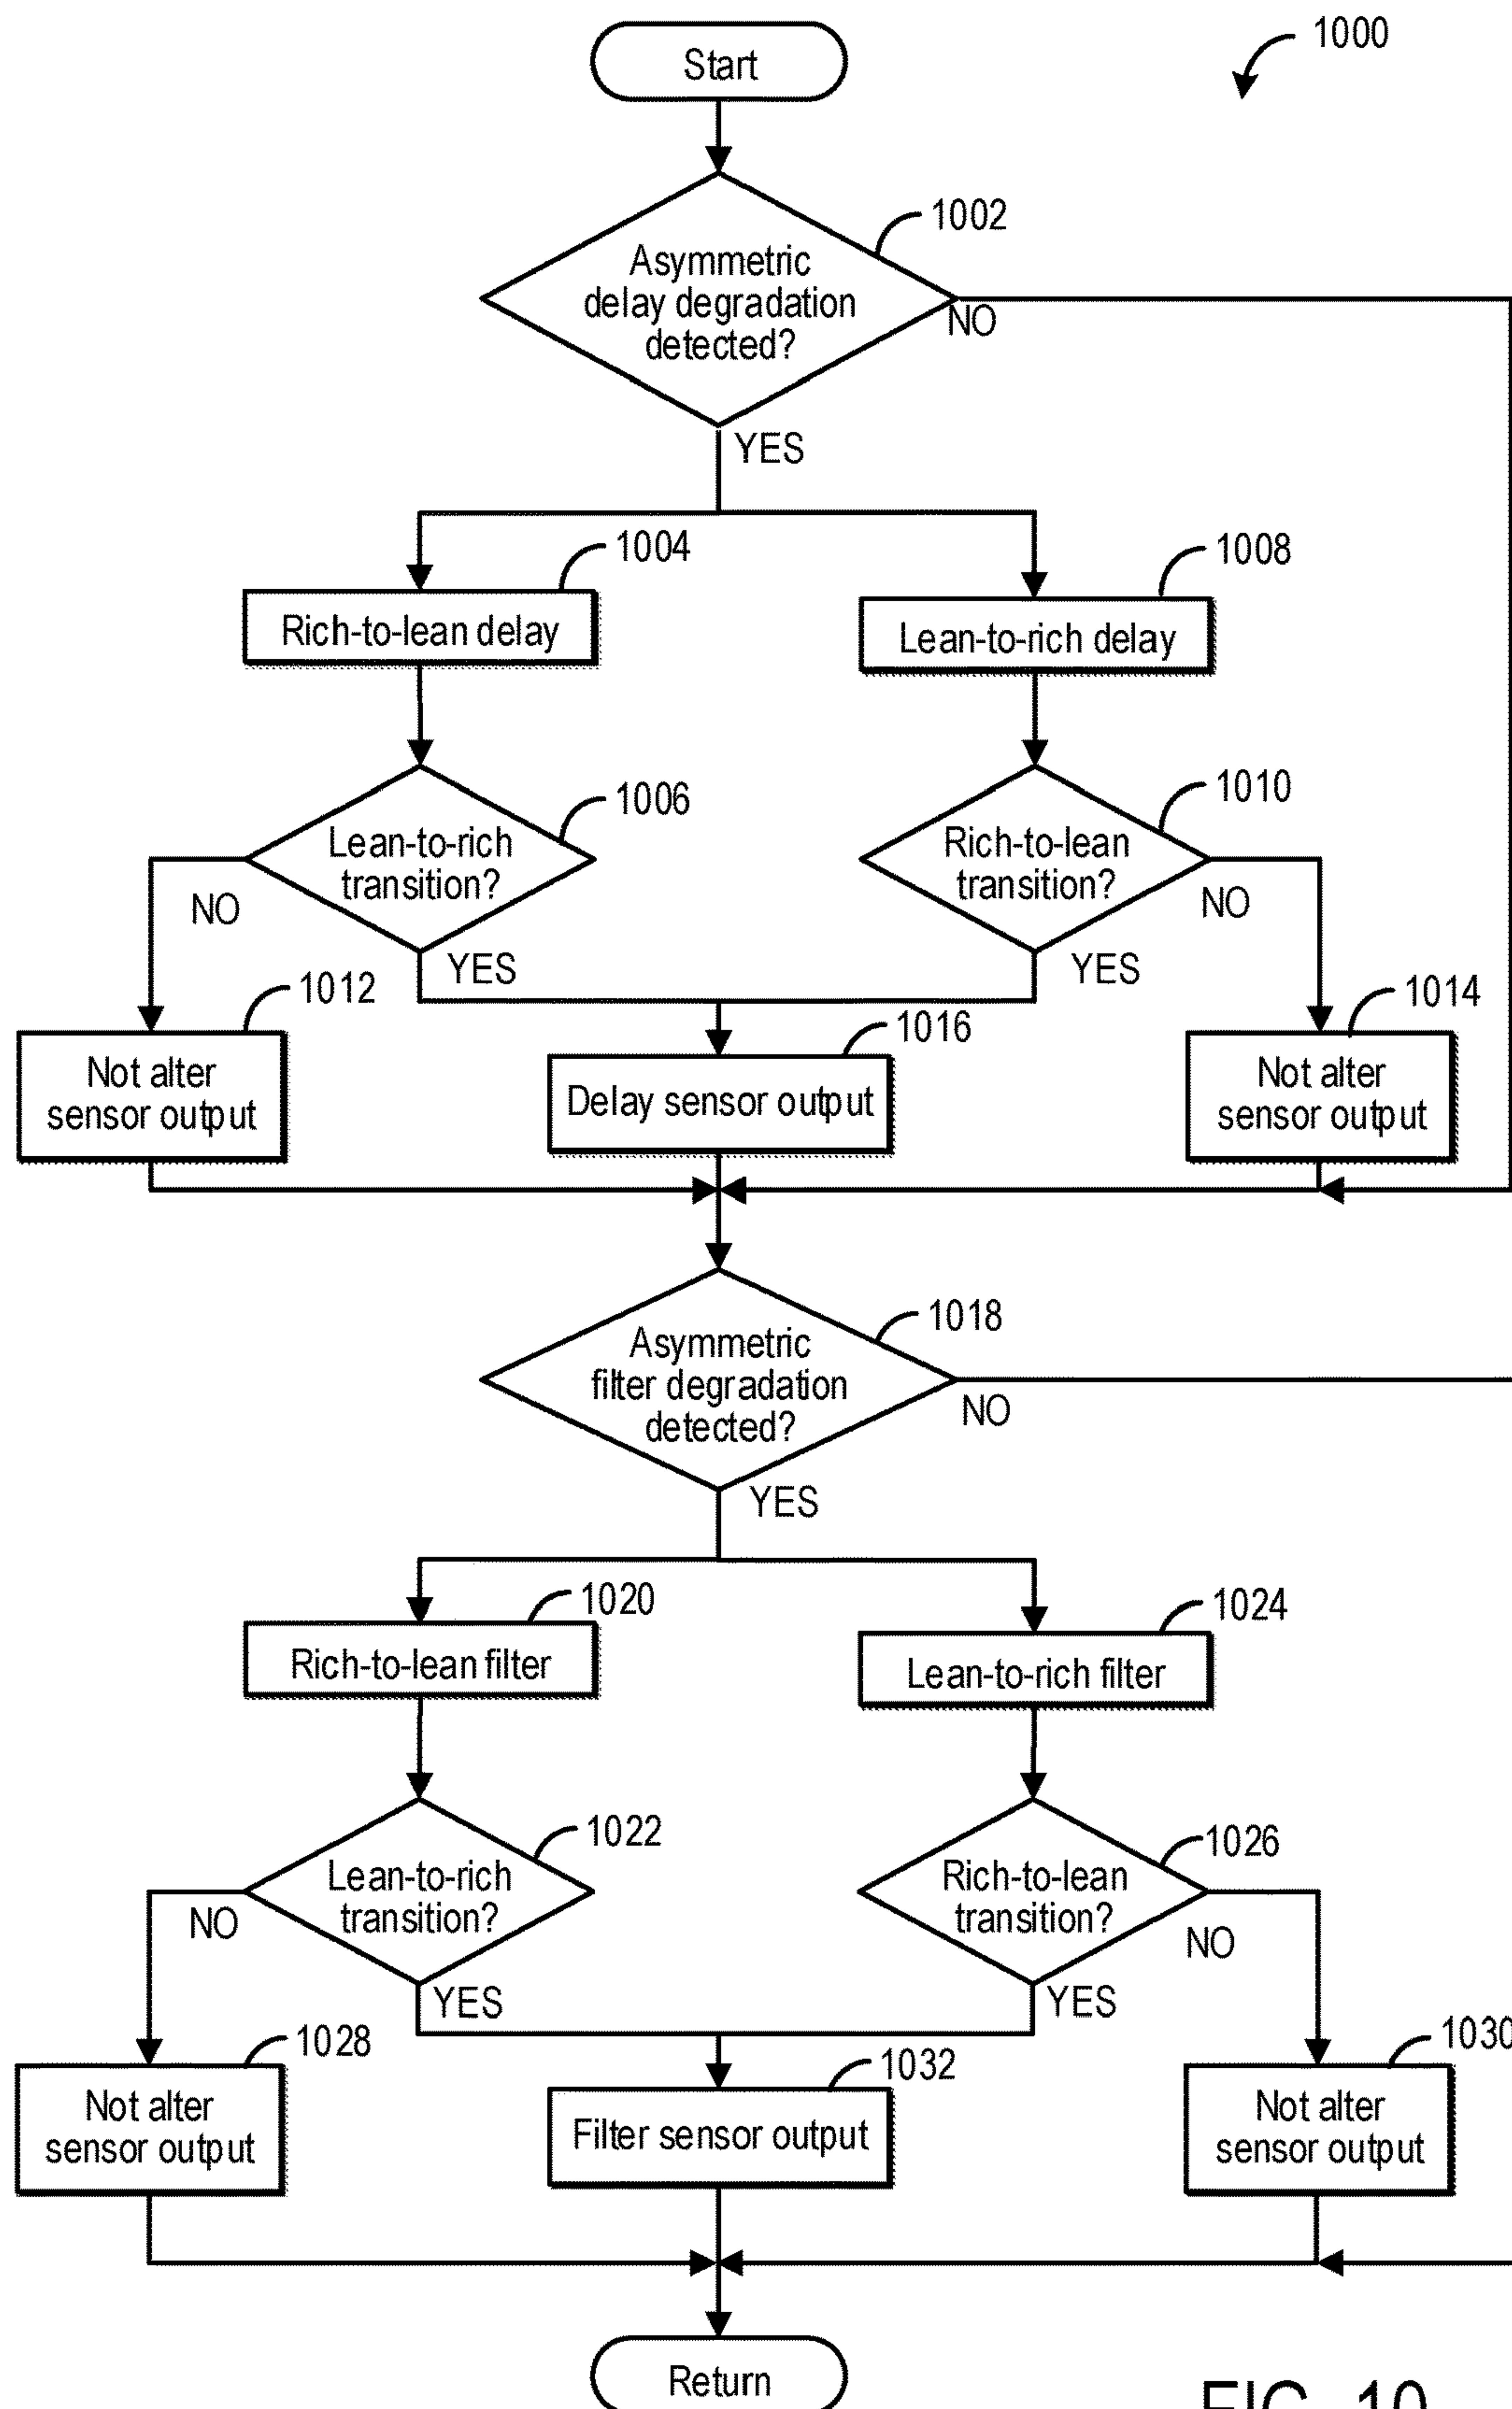 1000
Start
1002
Asymmetric
delay degradation
detected?
NO
YES
1004
1008
Rich-to-lean delay
Lean-to-rich delay
1006
1010
Lean-to-rich
transition?
Rich-to-lean
transition?
NO
NO
YES
YES
1012
1014
1016
Not alter
sensor output
Delay sensor output
Not alter
sensor output
1018
Asymmetric
filter degradation
detected?
NO
YES
1020
1024
Rich-to-lean filter
Lean-to-rich filter
1022
1026
Lean-to-rich
transition?
Rich-to-lean
transition?
NO
NO
YES
YES
1028
1030
1032
Not alter
sensor output
Filter sensor output
Not alter
sensor output
Return
FIG. 10